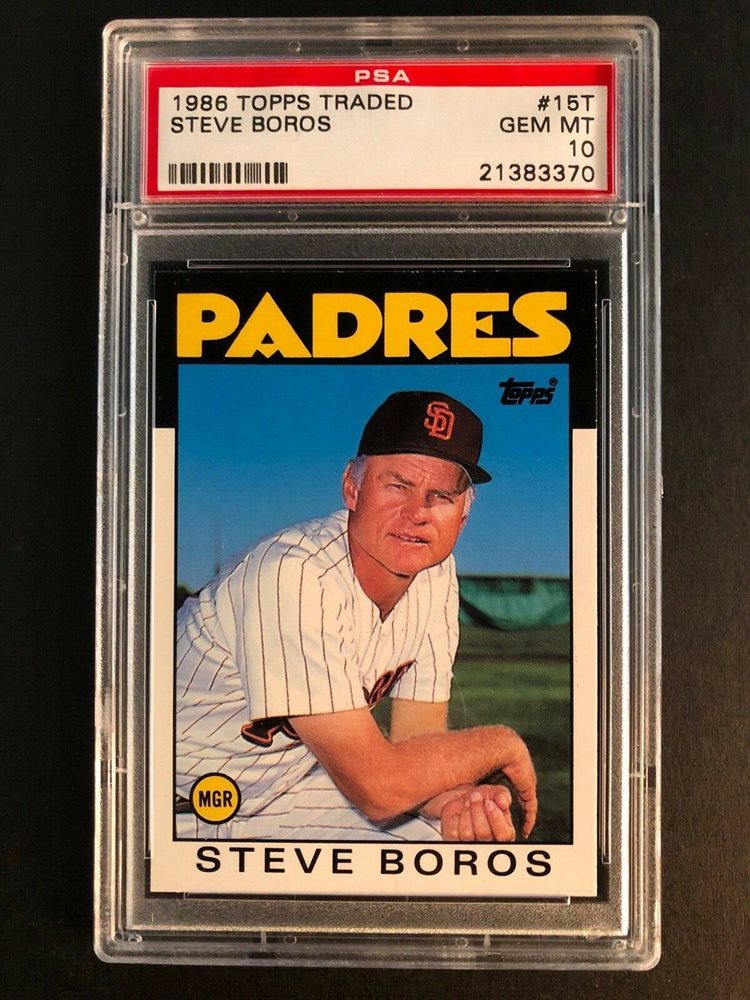 PSA
1986 TOPPS TRADED #15T
STEVE BOROS GEM MT
10
21383370
PADRES
Topps®
SD
MGR
STEVE BOROS